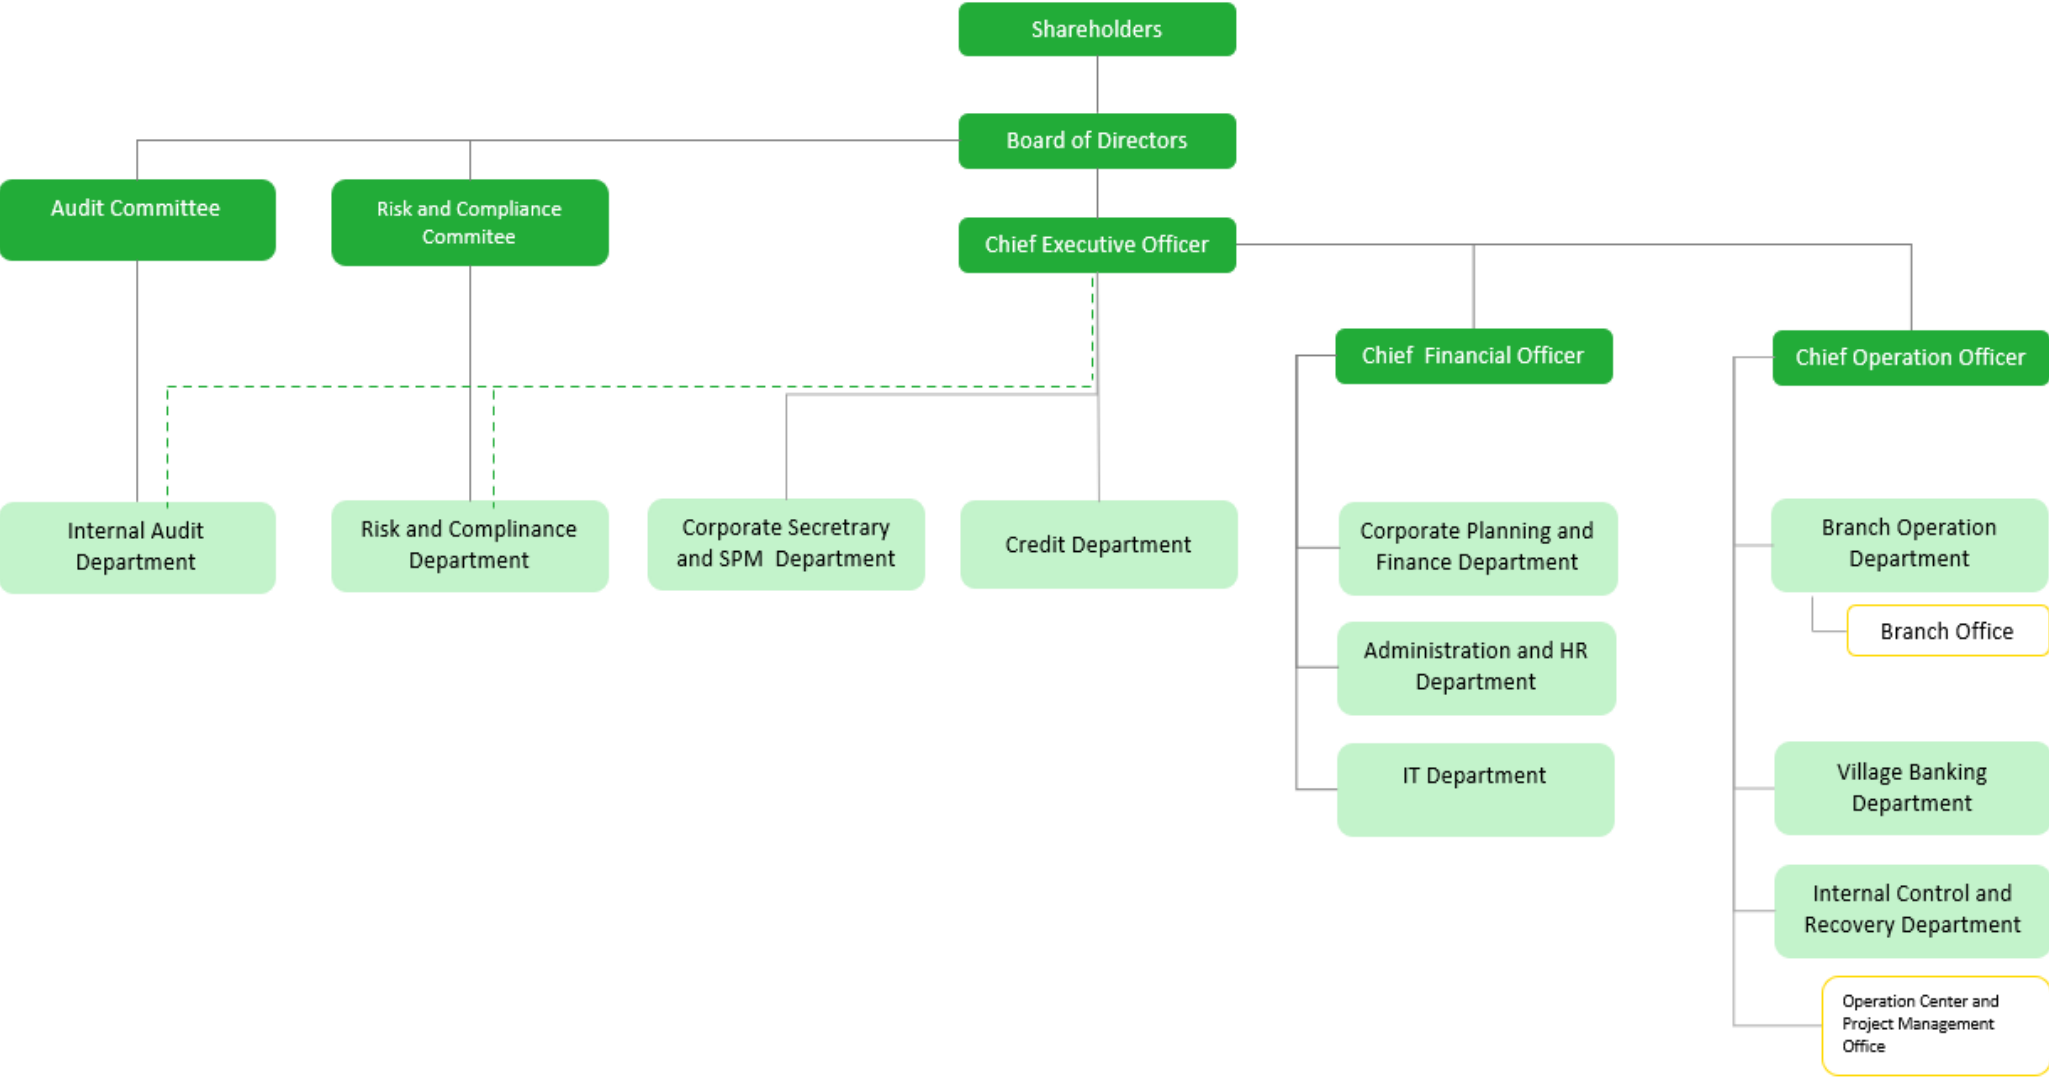 Shareholders
Board of Directors
Audit Committee
Risk and Compliance
Commitee
Chief Executive Officer
Chief  Financial Officer
Chief Operation Officer
Internal Audit
Department
Risk and Complinance
Department
Corporate Secretrary
and SPM  Department
Credit Department
Corporate Planning and
Finance Department
Administration and HR
Department
IT Department
Branch Operation
Department
Branch Office
Village Banking
Department
Internal Control and
Recovery Department
Operation Center and
Project Management
Office